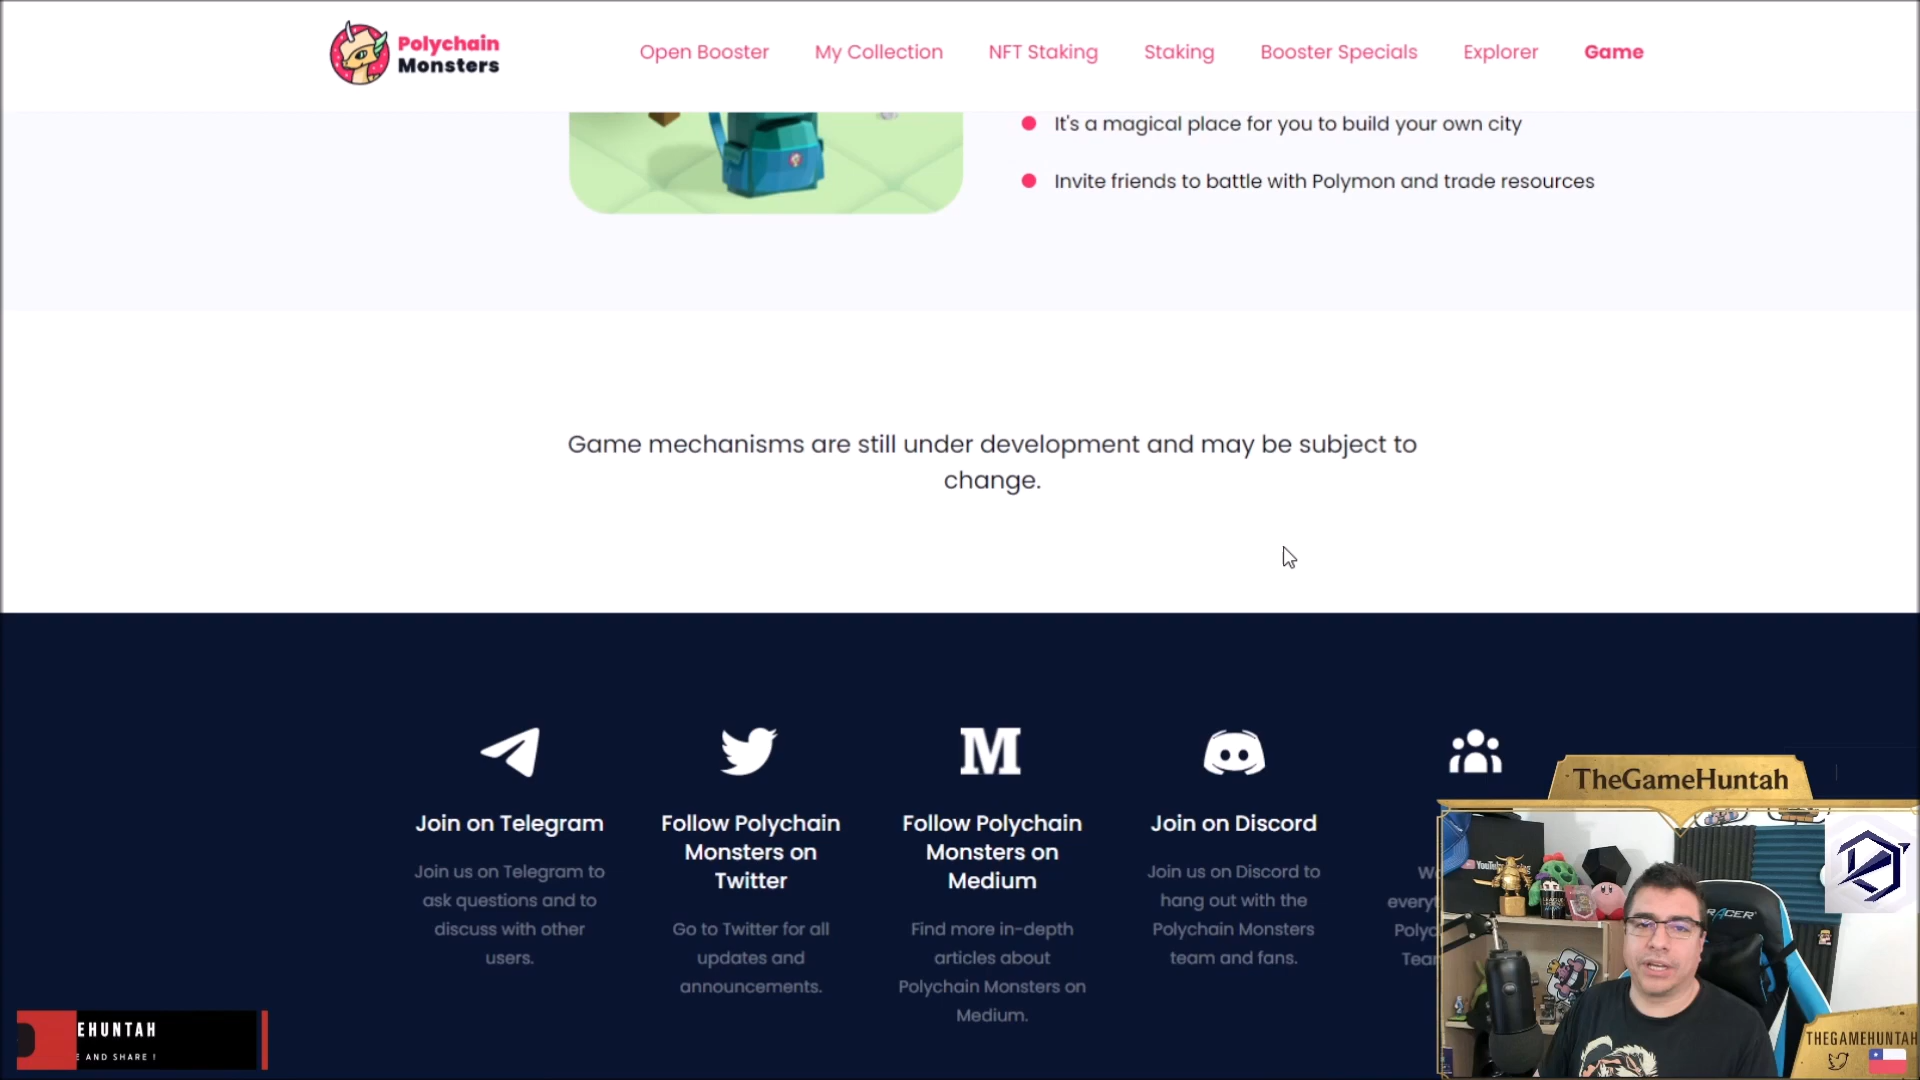 Polychain
Monsters
Open Booster
My Collection
NFT Staking
Staking
Booster Specials
Explorer
Game
It's a magical place for you to build your own city
Invite friends to battle with Polymon and trade resources
Game mechanisms are still under development and may be subject to
change.
Join on Telegram
Join us on Telegram to
ask questions and to
discuss with other
users.
Follow Polychain
Monsters on
Twitter
Go to Twitter for all
updates and
announcements.
M
Follow Polychain
Monsters on
Medium
Find more in-depth
articles about
Polychain Monsters on
Medium.
Join on Discord
Join us on Discord to
hang out with the
Polychain Monsters
team and fans.
TheGameHuntah
THEGAMEHUNTAH
EHUNTAH
E AND SHARE !